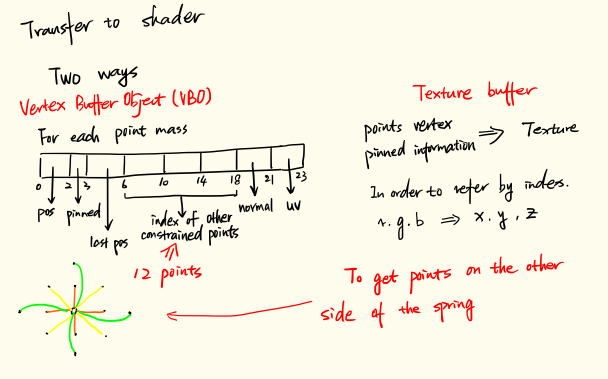 Transfer to shader
Two ways
Vertex Buffer Object (VBO)
For each point mass
0 2 3 6 10 14 18 21 23
pos pinned last pos index of other constrained points normal uv
12 points
Texture buffer
points vertex
pinned information ⇒ Texture
In order to refer by index.
r.g.b ⇒ x.y.z
To get points on the other
side of the spring